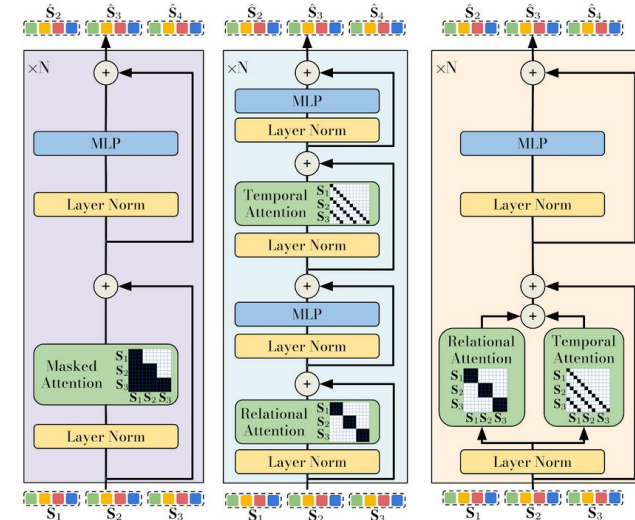 Ŝ₂ Ŝ₃ Ŝ₄
×N
MLP
Layer Norm
Masked
Attention
S₁
S₂
S₃
S₁ S₂ S₃
Layer Norm
S₁ S₂ S₃
Ŝ₂ Ŝ₃ Ŝ₄
×N
MLP
Layer Norm
Temporal
Attention
S₁
S₂
S₃
Layer Norm
MLP
Layer Norm
Relational
Attention
S₁
S₂
S₃
Layer Norm
S₁ S₂ S₃
Ŝ₂ Ŝ₃ Ŝ₄
×N
MLP
Layer Norm
Relational
Attention
S₁
S₂
S₃
S₁ S₂ S₃
Temporal
Attention
S₁
S₂
S₃
S₁ S₂ S₃
Layer Norm
S₁ S₂ S₃